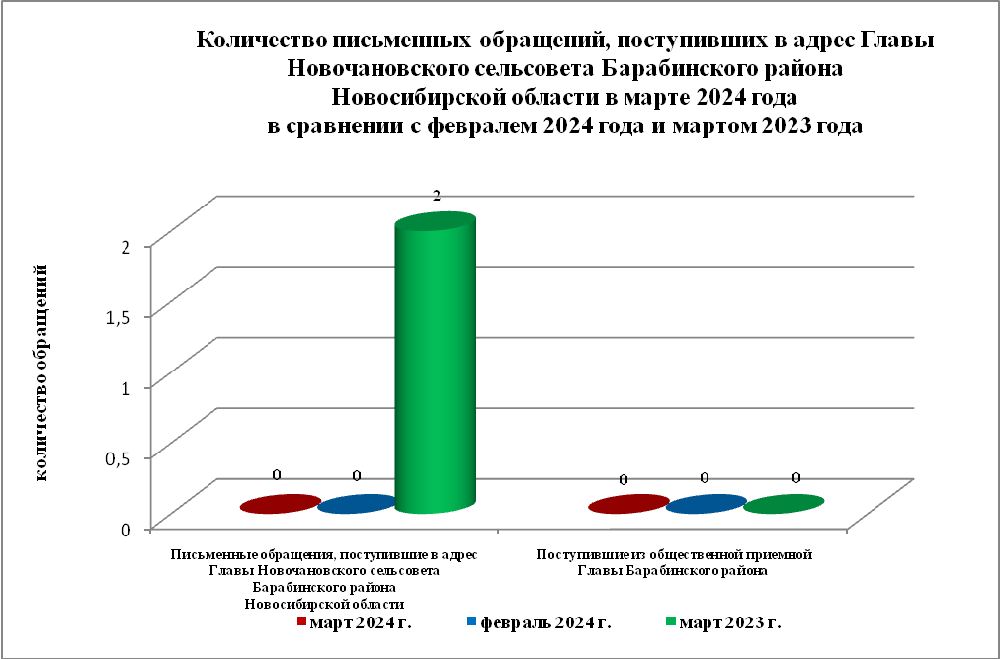 Количество письменных обращений, поступивших в адрес Главы
Новочановского сельсовета Барабинского района
Новосибирской области в марте 2024 года
в сравнении с февралем 2024 года и мартом 2023 года
количество обращений
2
1,5
1
0,5
0
0
0
2
0
0
0
Письменные обращения, поступившие в адрес
Главы Новочановского сельсовета
Барабинского района
Новосибирской области
Поступившие из общественной приемной
Главы Барабинского района
март 2024 г.
февраль 2024 г.
март 2023 г.